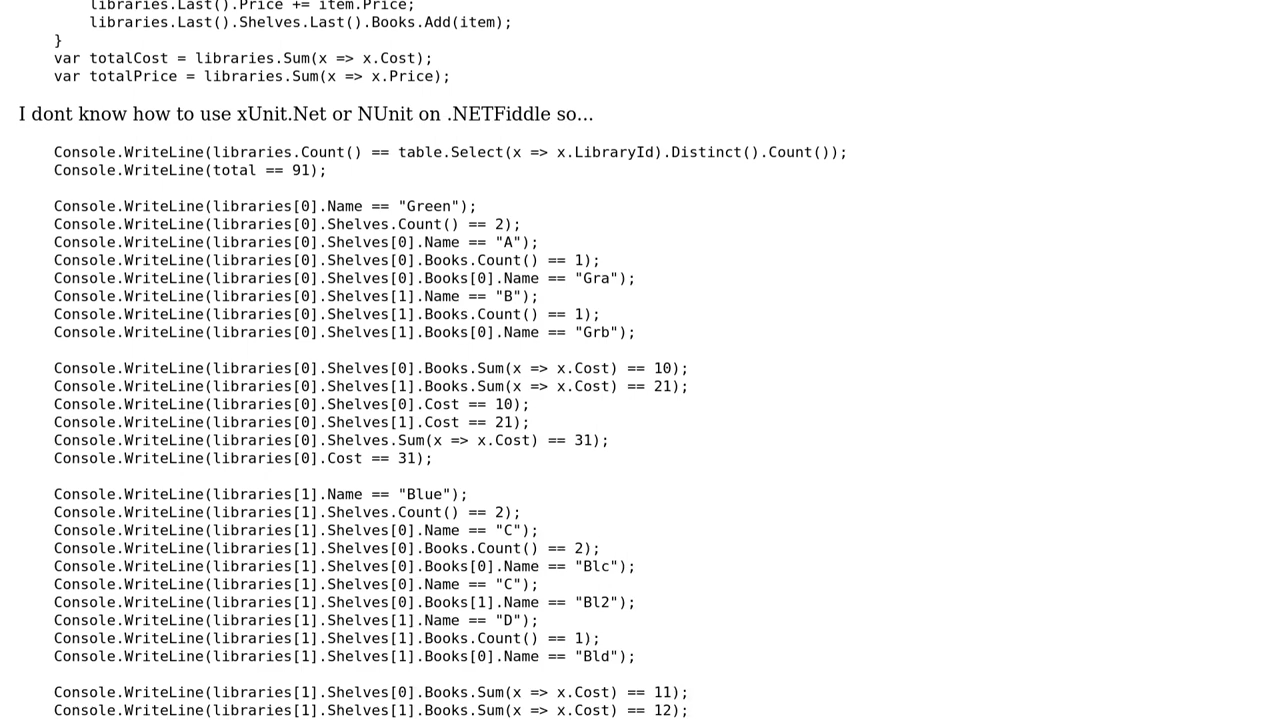 libraries.Last().Price += item.Price;
libraries.Last().Shelves.Last().Books.Add(item);
}
var totalCost = libraries.Sum(x => x.Cost);
var totalPrice = libraries.Sum(x => x.Price);
I dont know how to use xUnit.Net or NUnit on .NETFiddle so...
Console.WriteLine(libraries.Count() == table.Select(x => x.LibraryId).Distinct().Count());
Console.WriteLine(total == 91);
Console.WriteLine(libraries[0].Name == "Green");
Console.WriteLine(libraries[0].Shelves.Count() == 2);
Console.WriteLine(libraries[0].Shelves[0].Name == "A");
Console.WriteLine(libraries[0].Shelves[0].Books.Count() == 1);
Console.WriteLine(libraries[0].Shelves[0].Books[0].Name == "Gra");
Console.WriteLine(libraries[0].Shelves[1].Name == "B");
Console.WriteLine(libraries[0].Shelves[1].Books.Count() == 1);
Console.WriteLine(libraries[0].Shelves[1].Books[0].Name == "Grb");
Console.WriteLine(libraries[0].Shelves[0].Books.Sum(x => x.Cost) == 10);
Console.WriteLine(libraries[0].Shelves[1].Books.Sum(x => x.Cost) == 21);
Console.WriteLine(libraries[0].Shelves[0].Cost == 10);
Console.WriteLine(libraries[0].Shelves[1].Cost == 21);
Console.WriteLine(libraries[0].Shelves.Sum(x => x.Cost) == 31);
Console.WriteLine(libraries[0].Cost == 31);
Console.WriteLine(libraries[1].Name == "Blue");
Console.WriteLine(libraries[1].Shelves.Count() == 2);
Console.WriteLine(libraries[1].Shelves[0].Name == "C");
Console.WriteLine(libraries[1].Shelves[0].Books.Count() == 2);
Console.WriteLine(libraries[1].Shelves[0].Books[0].Name == "Blc");
Console.WriteLine(libraries[1].Shelves[0].Name == "C");
Console.WriteLine(libraries[1].Shelves[0].Books[1].Name == "Bl2");
Console.WriteLine(libraries[1].Shelves[1].Name == "D");
Console.WriteLine(libraries[1].Shelves[1].Books.Count() == 1);
Console.WriteLine(libraries[1].Shelves[1].Books[0].Name == "Bld");
Console.WriteLine(libraries[1].Shelves[0].Books.Sum(x => x.Cost) == 11);
Console.WriteLine(libraries[1].Shelves[1].Books.Sum(x => x.Cost) == 12);